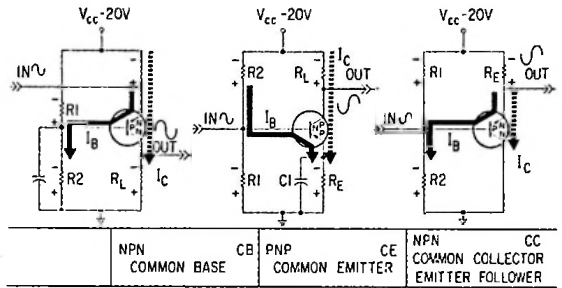 Vcc-20V Vcc-20V Vcc-20V
IN R1 IB R2 RL OUT IC
R2 RL IC OUT IN IB R1 C1 RE
R1 RE OUT IN IB R2 IC
NPN CB
COMMON BASE
PNP CE
COMMON EMITTER
NPN CC
COMMON COLLECTOR
EMITTER FOLLOWER